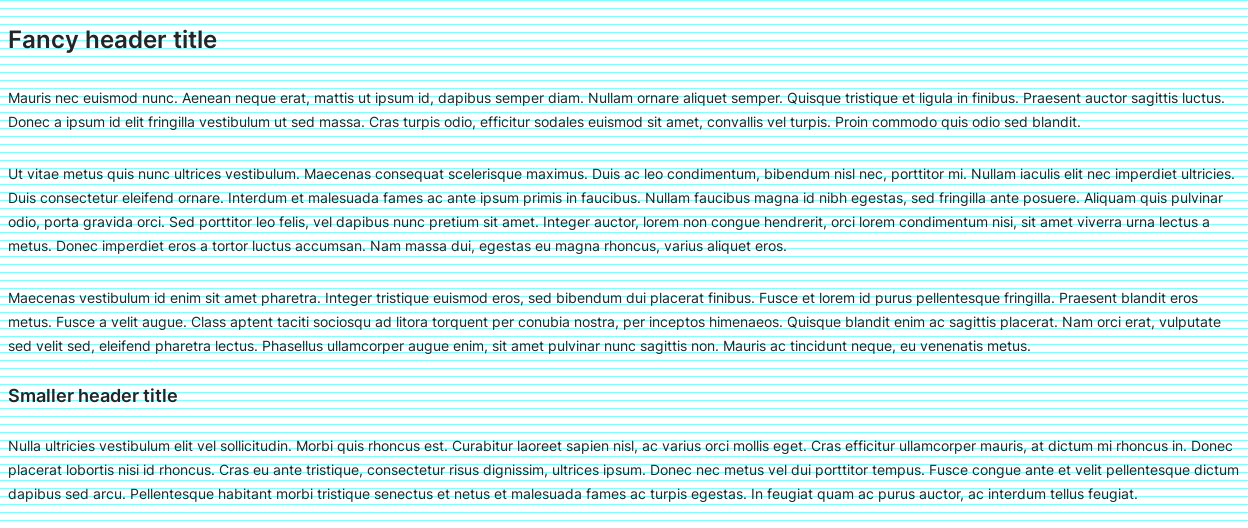 Fancy header title
Mauris nec euismod nunc. Aenean neque erat, mattis ut ipsum id, dapibus semper diam. Nullam ornare aliquet semper. Quisque tristique et ligula in finibus. Praesent auctor sagittis luctus.
Donec a ipsum id elit fringilla vestibulum ut sed massa. Cras turpis odio, efficitur sodales euismod sit amet, convallis vel turpis. Proin commodo quis odio sed blandit.
Ut vitae metus quis nunc ultrices vestibulum. Maecenas consequat scelerisque maximus. Duis ac leo condimentum, bibendum nisl nec, porttitor mi. Nullam iaculis elit nec imperdiet ultricies.
Duis consectetur eleifend ornare. Interdum et malesuada fames ac ante ipsum primis in faucibus. Nullam faucibus magna id nibh egestas, sed fringilla ante posuere. Aliquam quis pulvinar
odio, porta gravida orci. Sed porttitor leo felis, vel dapibus nunc pretium sit amet. Integer auctor, lorem non congue hendrerit, orci lorem condimentum nisi, sit amet viverra urna lectus a
metus. Donec imperdiet eros a tortor luctus accumsan. Nam massa dui, egestas eu magna rhoncus, varius aliquet eros.
Maecenas vestibulum id enim sit amet pharetra. Integer tristique euismod eros, sed bibendum dui placerat finibus. Fusce et lorem id purus pellentesque fringilla. Praesent blandit eros
metus. Fusce a velit augue. Class aptent taciti sociosqu ad litora torquent per conubia nostra, per inceptos himenaeos. Quisque blandit enim ac sagittis placerat. Nam orci erat, vulputate
sed velit sed, eleifend pharetra lectus. Phasellus ullamcorper augue enim, sit amet pulvinar nunc sagittis non. Mauris ac tincidunt neque, eu venenatis metus.
Smaller header title
Nulla ultricies vestibulum elit vel sollicitudin. Morbi quis rhoncus est. Curabitur laoreet sapien nisl, ac varius orci mollis eget. Cras efficitur ullamcorper mauris, at dictum mi rhoncus in. Donec
placerat lobortis nisi id rhoncus. Cras eu ante tristique, consectetur risus dignissim, ultrices ipsum. Donec nec metus vel dui porttitor tempus. Fusce congue ante et velit pellentesque dictum
dapibus sed arcu. Pellentesque habitant morbi tristique senectus et netus et malesuada fames ac turpis egestas. In feugiat quam ac purus auctor, ac interdum tellus feugiat.